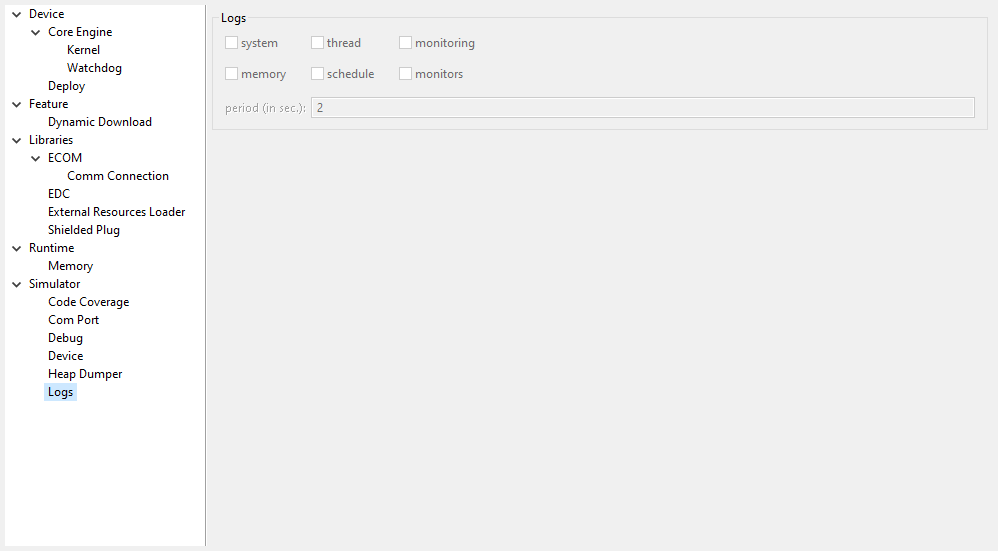 Device
Core Engine
Kernel
Watchdog
Deploy
Feature
Dynamic Download
Libraries
ECOM
Comm Connection
EDC
External Resources Loader
Shielded Plug
Runtime
Memory
Simulator
Code Coverage
Com Port
Debug
Device
Heap Dumper
Logs
Logs
system thread monitoring
memory schedule monitors
period (in sec.): 2